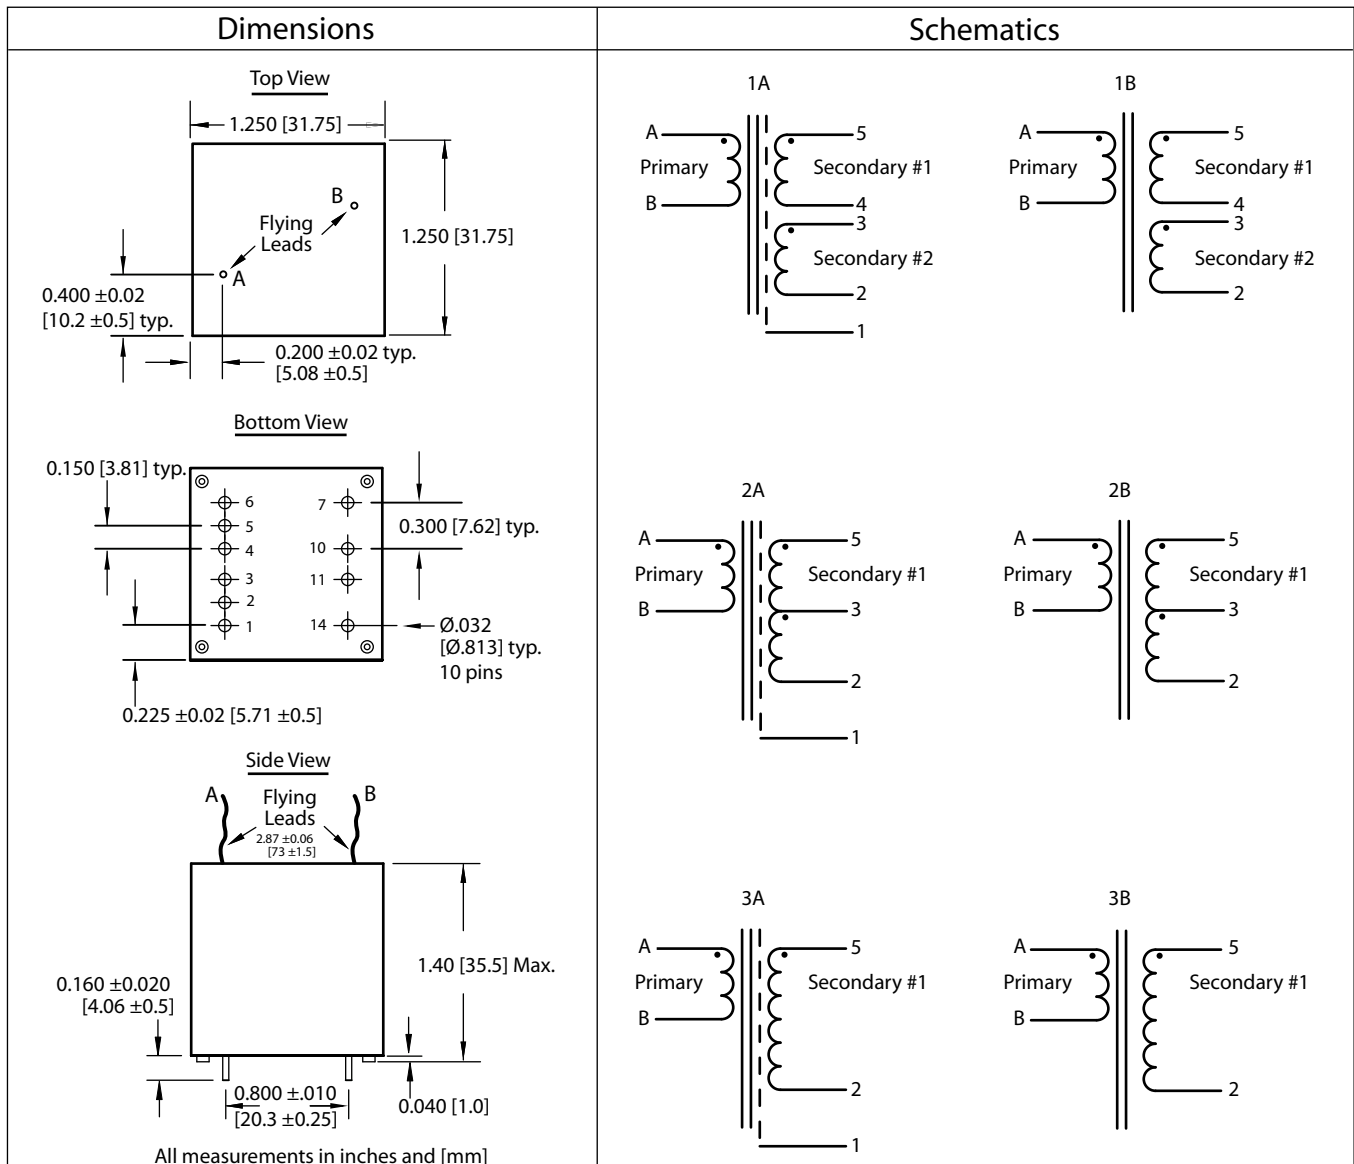 Dimensions
Top View
1.250 [31.75]
B
Flying
Leads
1.250 [31.75]
A
0.400 ±0.02
[10.2 ±0.5] typ.
0.200 ±0.02 typ.
[5.08 ±0.5]
Bottom View
0.150 [3.81] typ.
6
7
5
0.300 [7.62] typ.
4
10
3
11
2
1
14
Ø.032
[Ø.813] typ.
10 pins
0.225 ±0.02 [5.71 ±0.5]
Side View
A
Flying
Leads
B
2.87 ±0.06
[73 ±1.5]
1.40 [35.5] Max.
0.160 ±0.020
[4.06 ±0.5]
0.800 ±.010
[20.3 ±0.25]
0.040 [1.0]
All measurements in inches and [mm]
Schematics
1A
A
5
Primary
Secondary #1
B
4
3
Secondary #2
2
1
1B
A
5
Primary
Secondary #1
B
4
3
Secondary #2
2
2A
A
5
Primary
Secondary #1
B
3
2
1
2B
A
5
Primary
Secondary #1
B
3
2
3A
A
5
Primary
Secondary #1
B
2
1
3B
A
5
Primary
Secondary #1
B
2